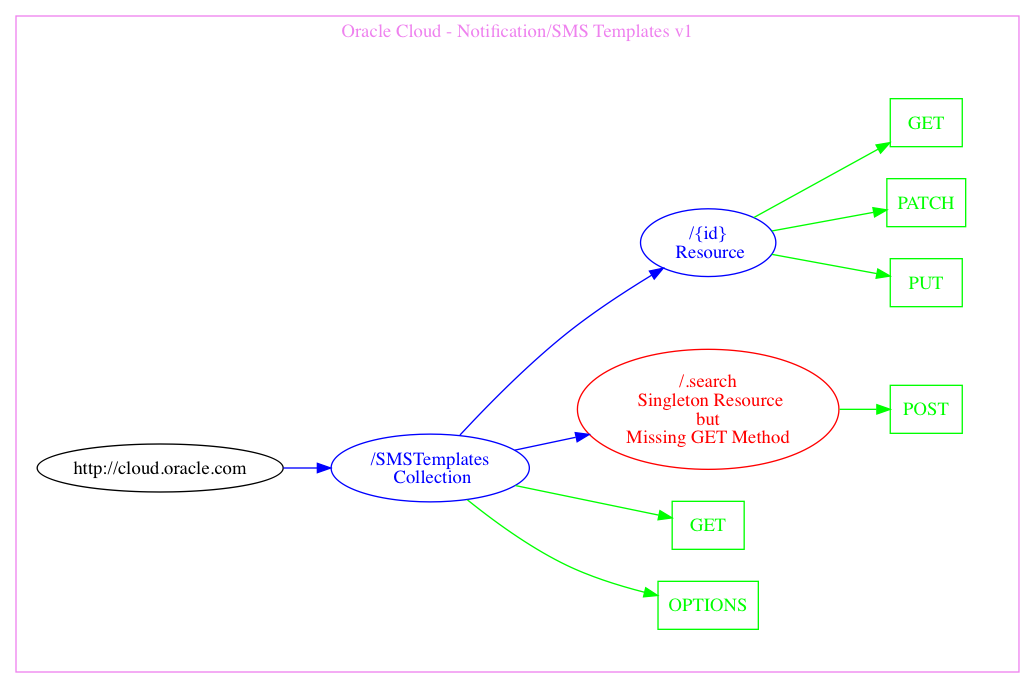 Oracle Cloud - Notification/SMS Templates v1
GET
PATCH
/{id}
Resource
PUT
/.search
Singleton Resource
but
Missing GET Method
POST
http://cloud.oracle.com
/SMSTemplates
Collection
GET
OPTIONS